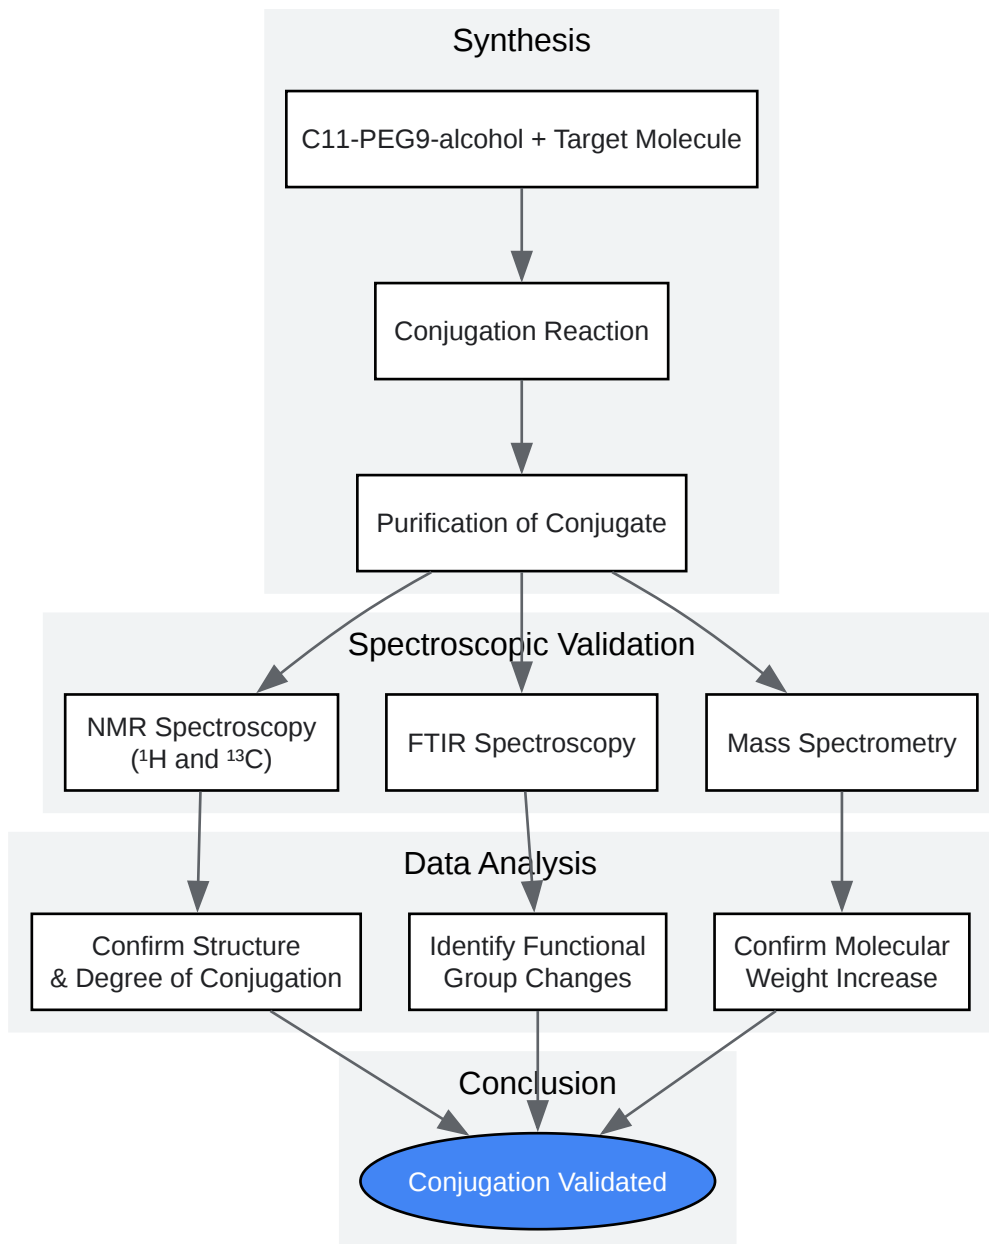 Synthesis
C11-PEG9-alcohol + Target Molecule
Conjugation Reaction
Purification of Conjugate
Spectroscopic Validation
NMR Spectroscopy
(¹H and ¹³C)
FTIR Spectroscopy
Mass Spectrometry
Data Analysis
Confirm Structure
& Degree of Conjugation
Identify Functional
Group Changes
Confirm Molecular
Weight Increase
Conclusion
Conjugation Validated